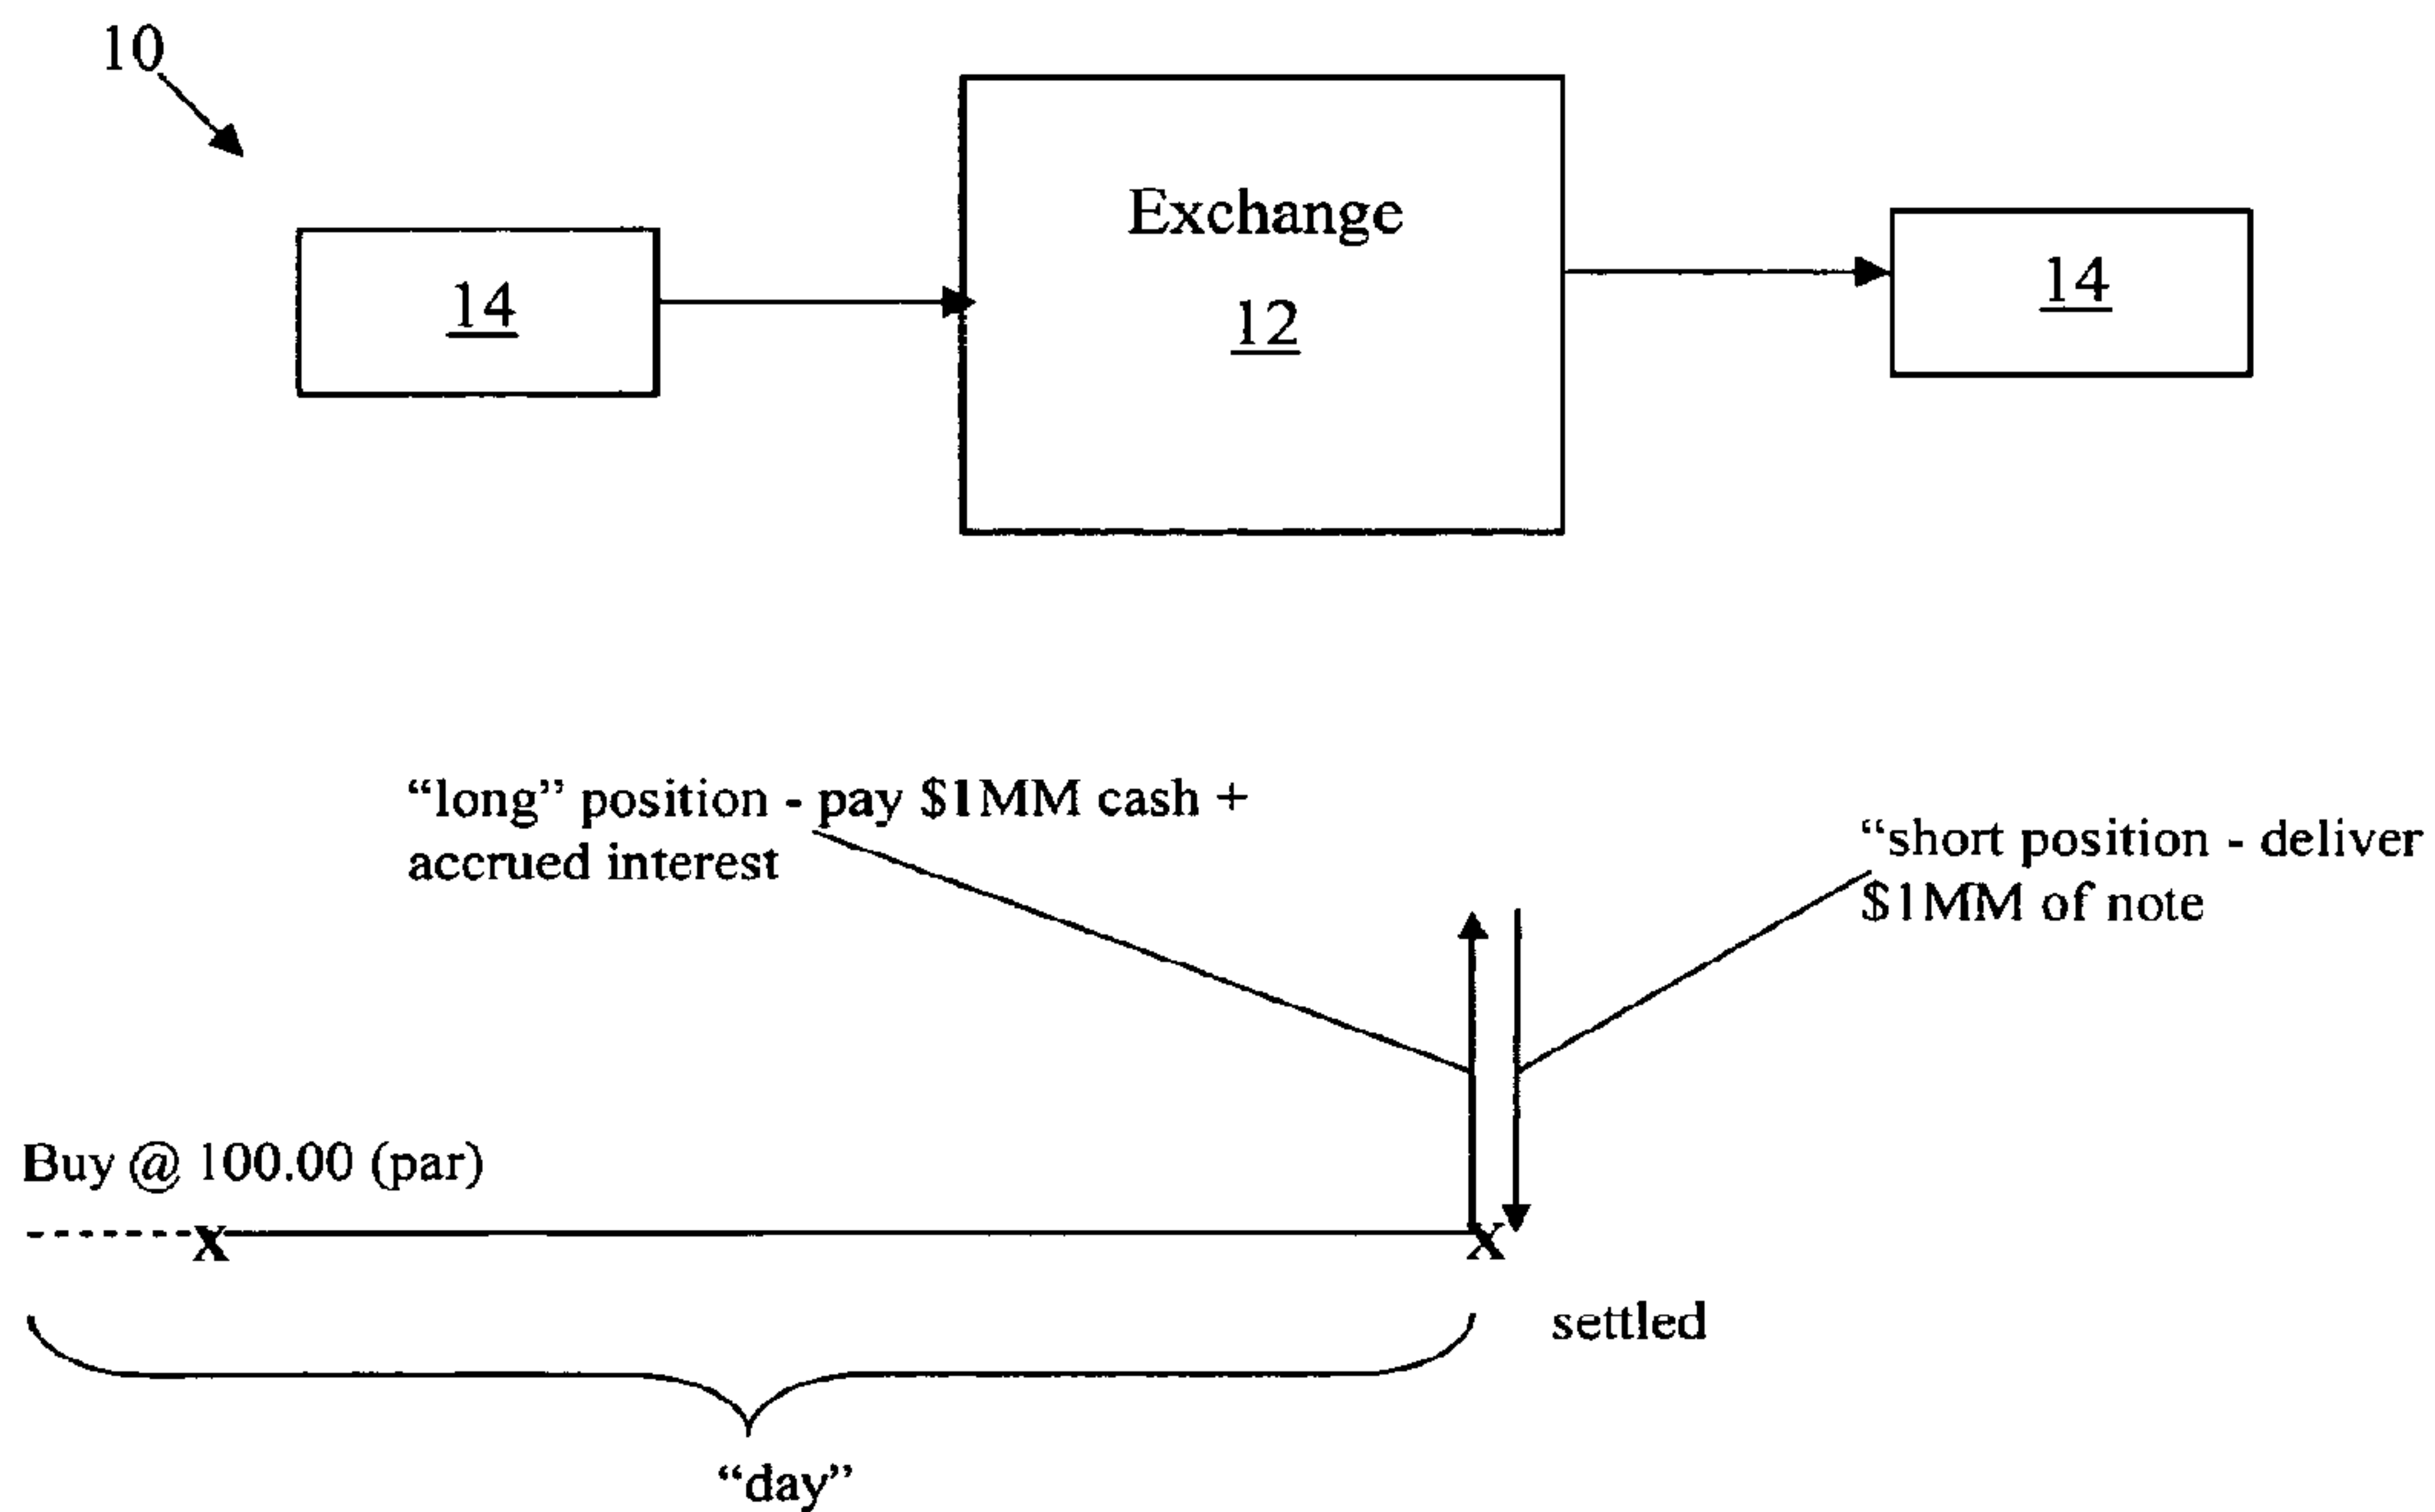 10
Exchange
12
14
14
“long” position - pay $1MM cash +
accrued interest
“short position - deliver
$1MM of note
Buy @ 100.00 (par)
x
x
settled
“day”